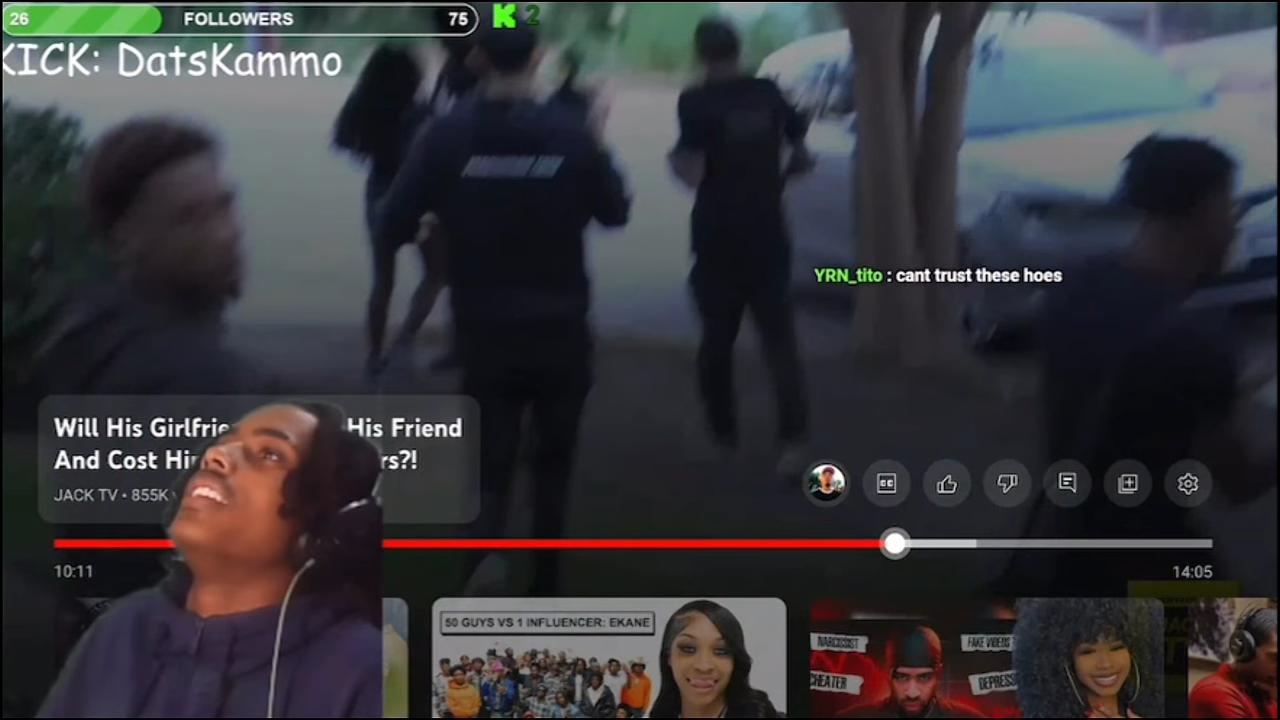 26 FOLLOWERS 75 K 2
KICK: DatsKammo
YRN_tito : cant trust these hoes
Will His Girlfrie His Friend
And Cost Hi rs?!
JACK TV • 855K
CC
10:11
14:05
50 GUYS VS 1 INFLUENCER: EKANE
NARCISSIST
FAKE VIDEOS
CHEATER
DEPRESS